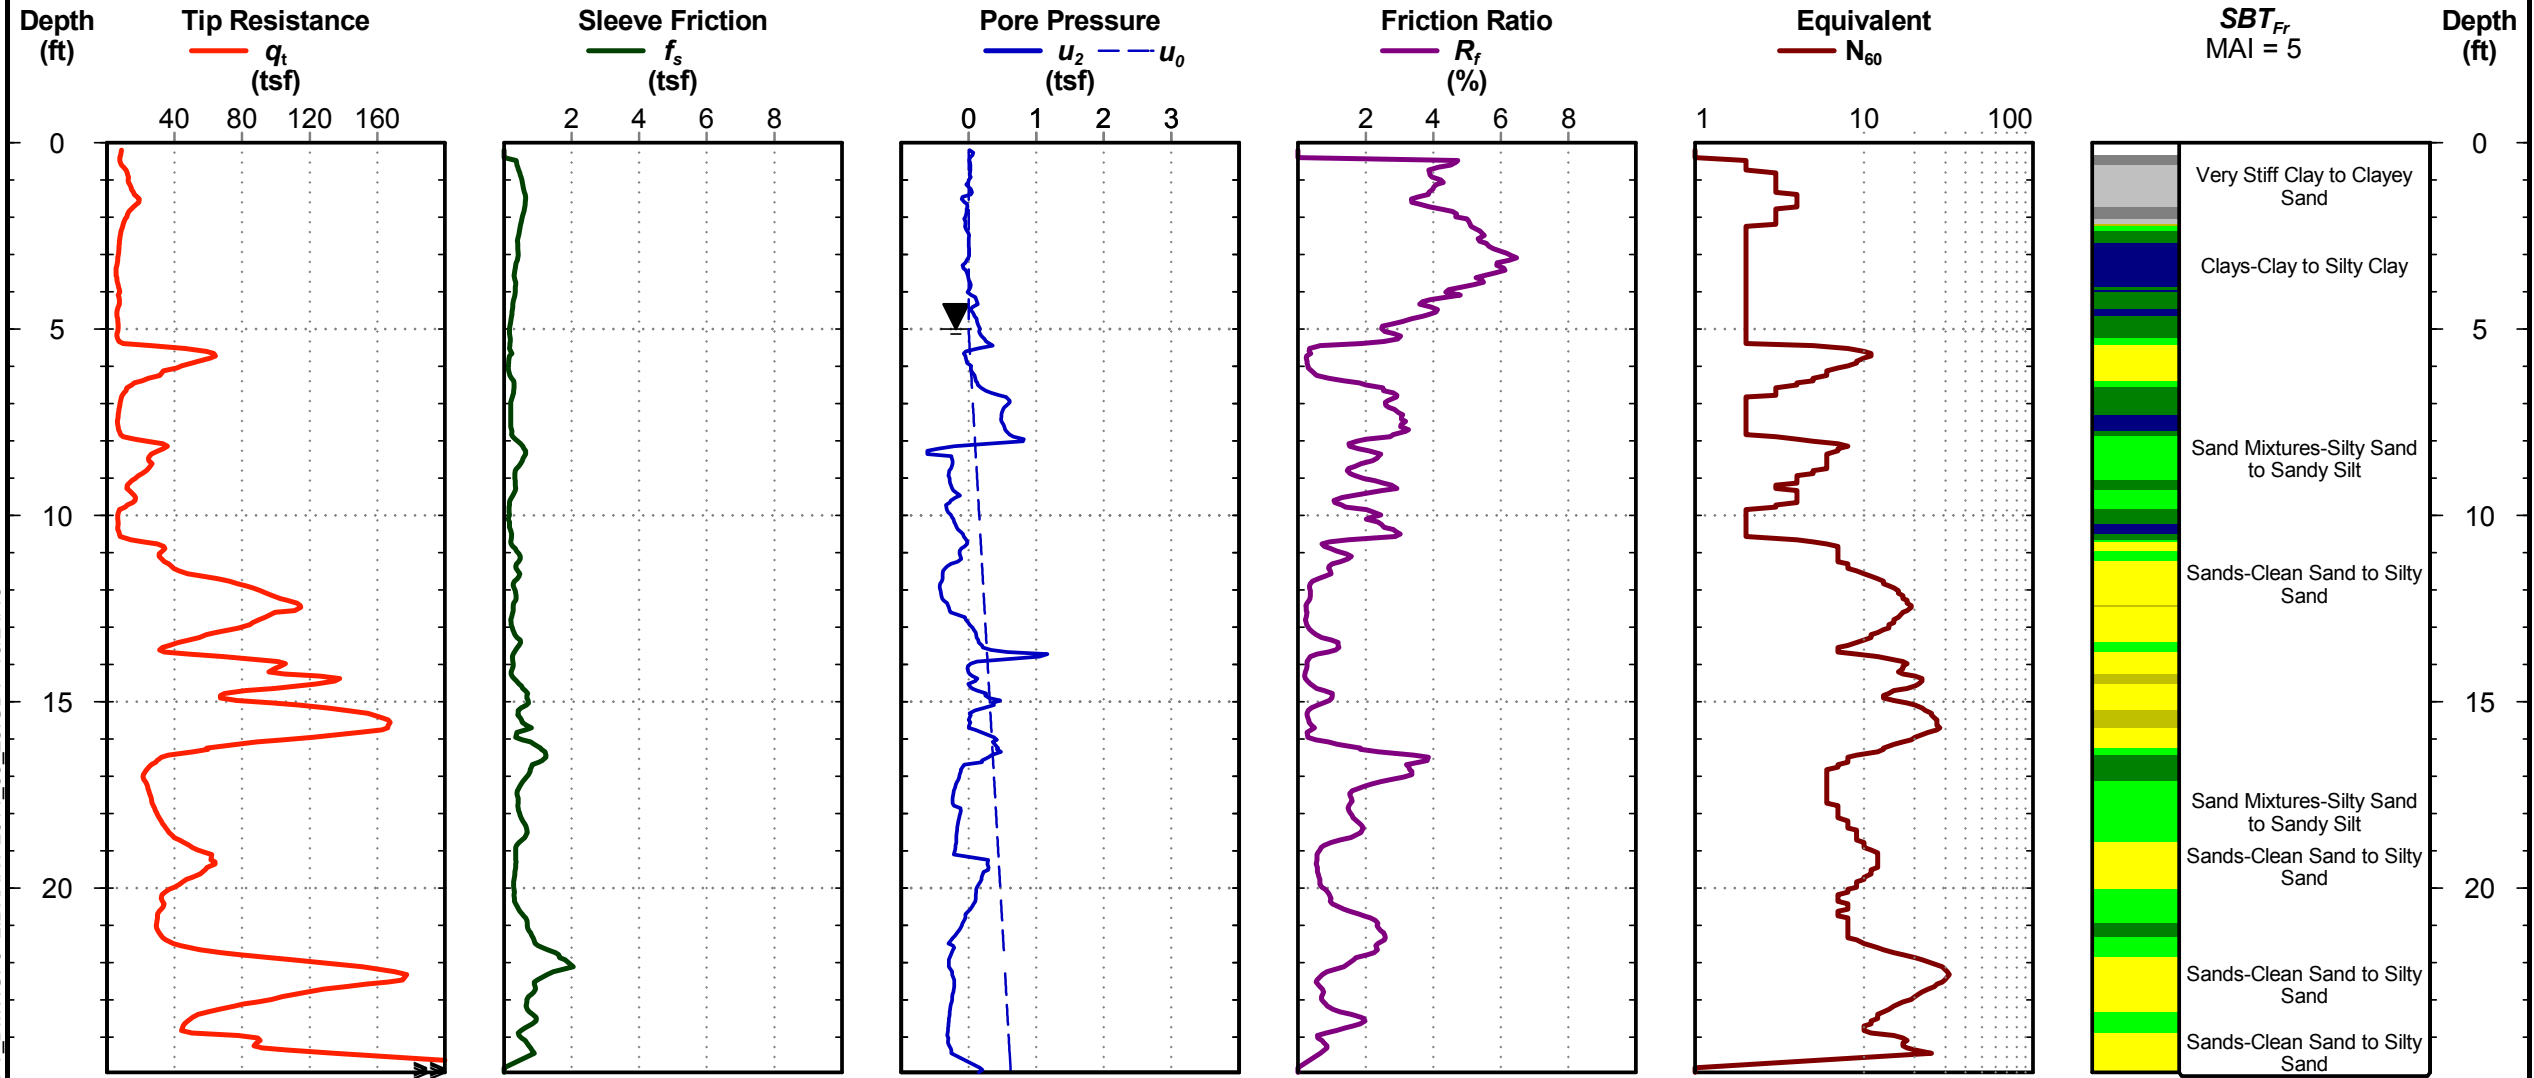 Depth
(ft)
Tip Resistance
qt
(tsf)
Sleeve Friction
fs
(tsf)
Pore Pressure
u2 u0
(tsf)
Friction Ratio
Rf
(%)
Equivalent
N60
SBTFr
MAI = 5
Depth
(ft)
40 80 120 160
2 4 6 8
0 1 2 3
2 4 6 8
1 10 100
0
5
10
15
20
Very Stiff Clay to Clayey
Sand
Clays-Clay to Silty Clay
Sand Mixtures-Silty Sand
to Sandy Silt
Sands-Clean Sand to Silty
Sand
Sand Mixtures-Silty Sand
to Sandy Silt
Sands-Clean Sand to Silty
Sand
Sands-Clean Sand to Silty
Sand
Sands-Clean Sand to Silty
Sand
0
5
10
15
20